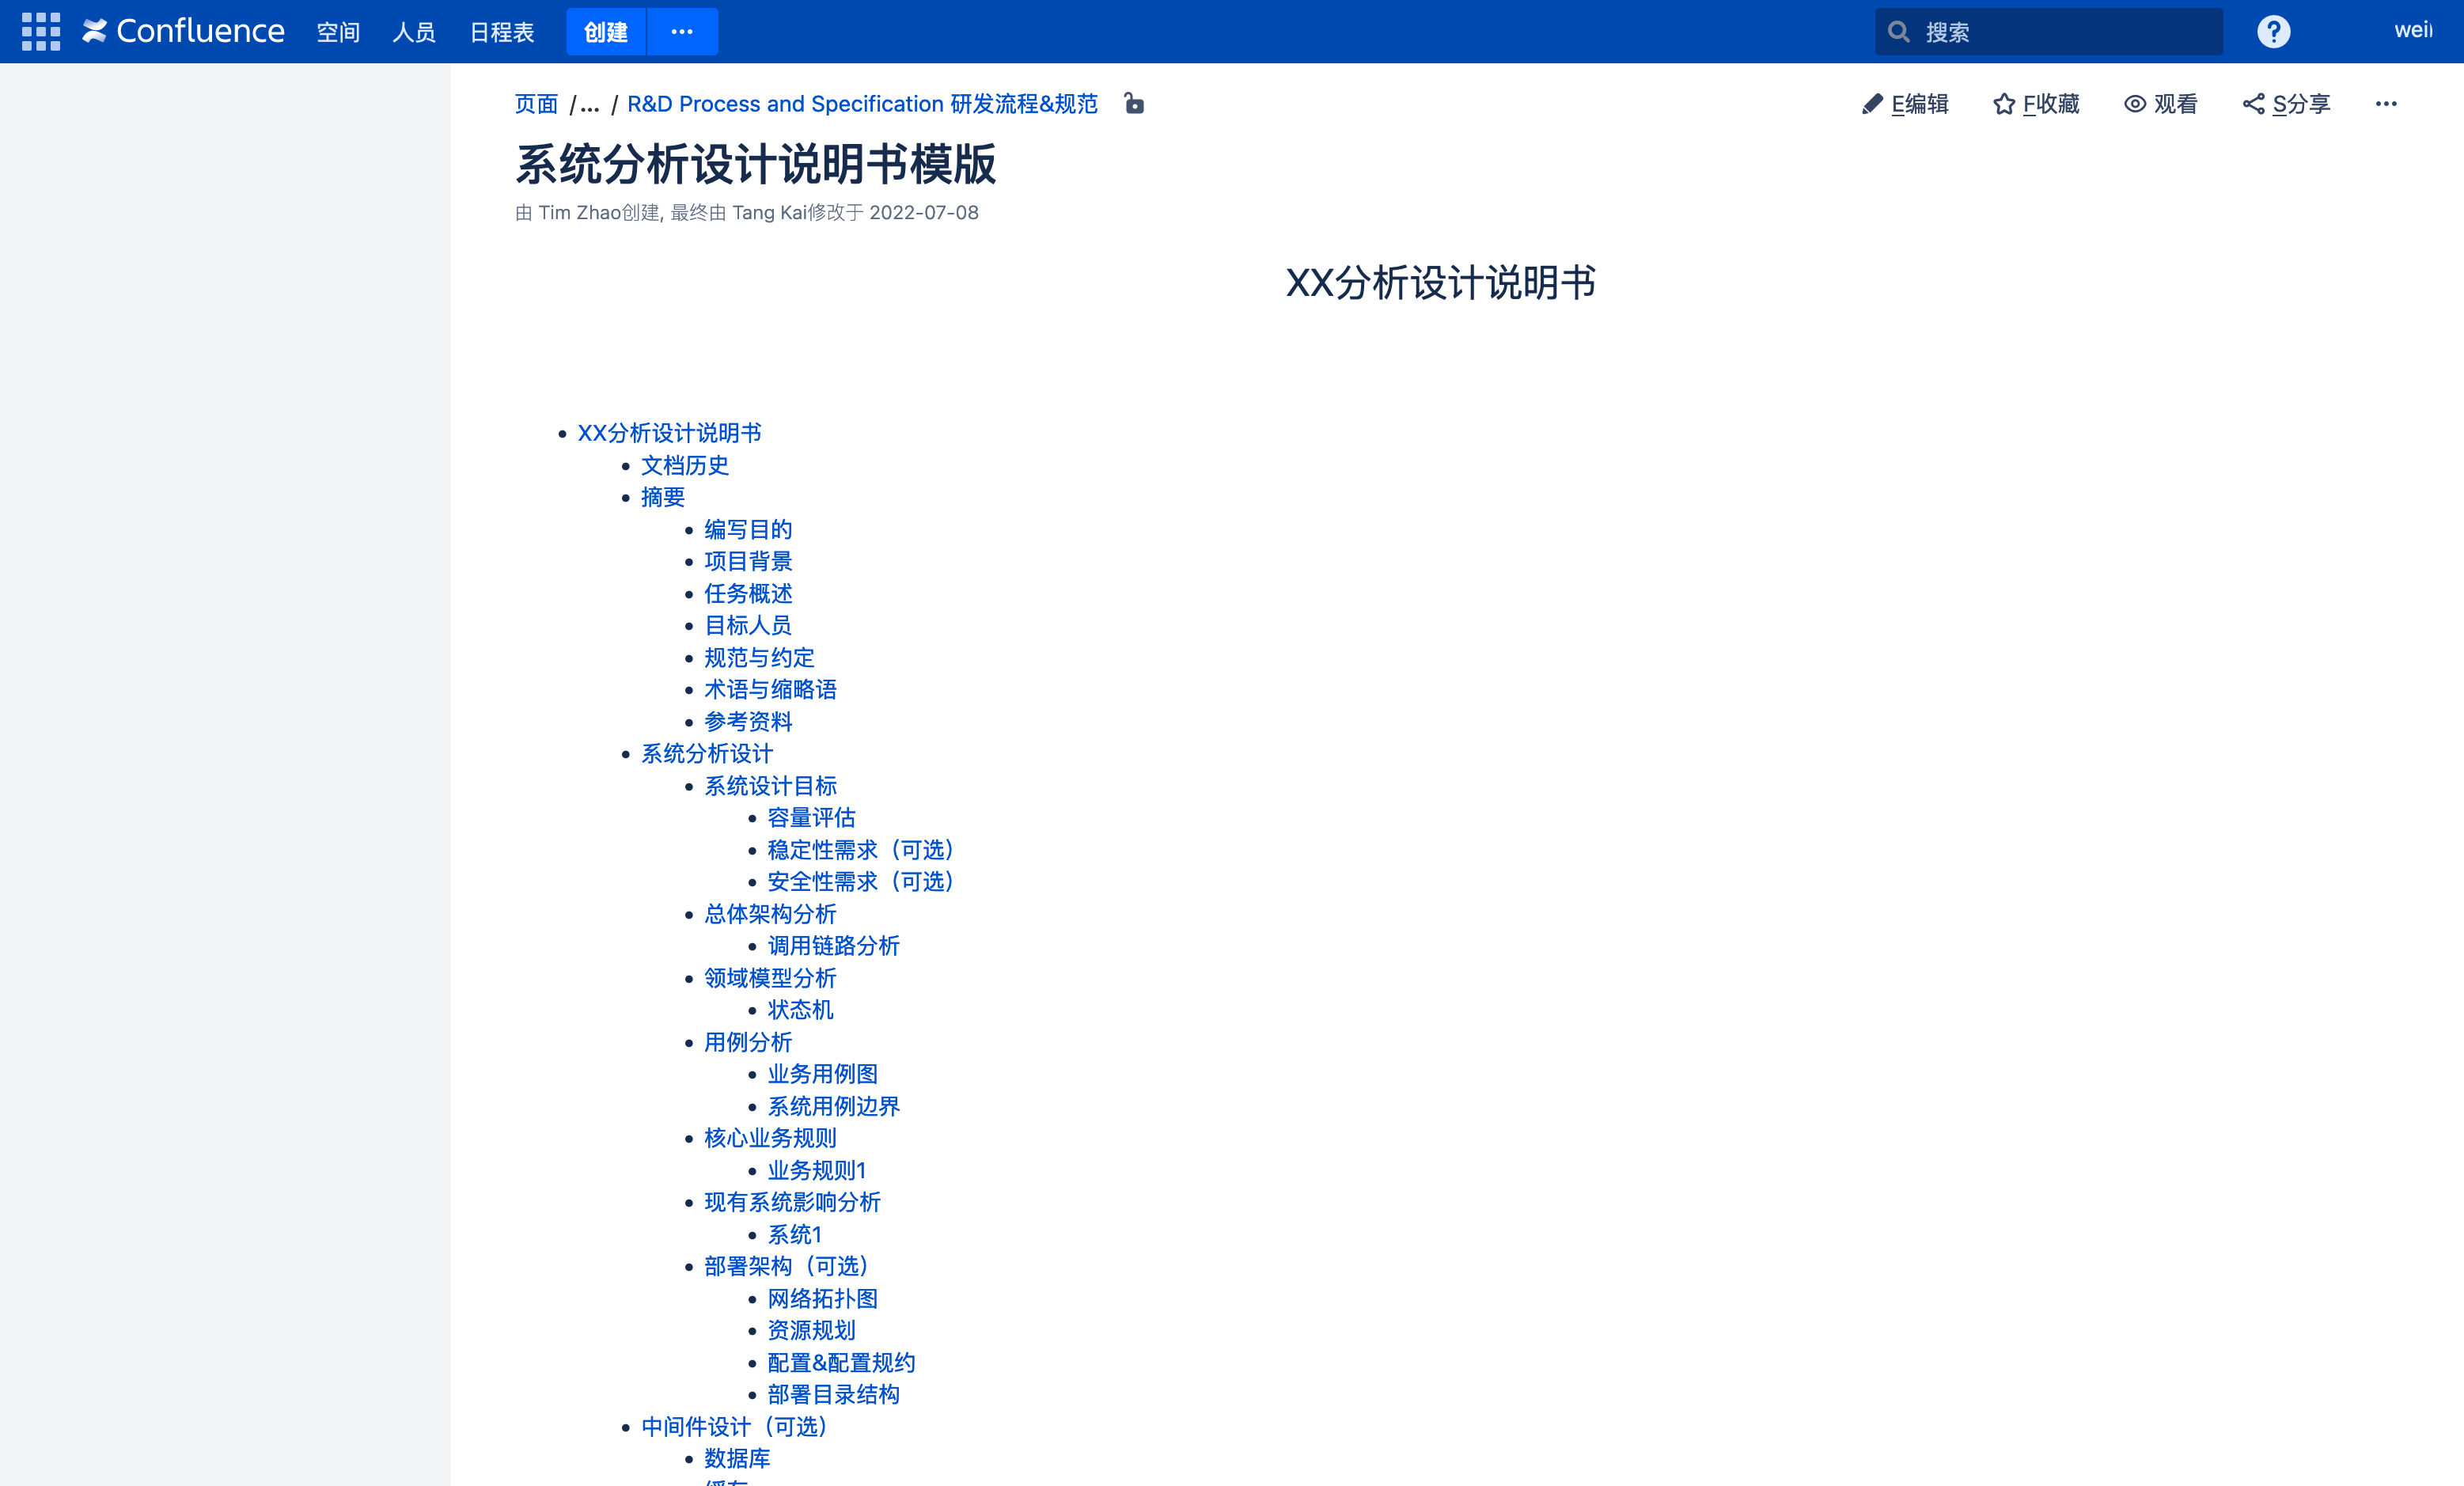 Confluence 空间 人员 日程表 创建 ••• 搜索 ?
页面 /... / R&D Process and Specification 研发流程&规范 E编辑 F收藏 观看 S分享 •••
系统分析设计说明书模版
由 Tim Zhao创建, 最终由 Tang Kai修改于 2022-07-08
XX分析设计说明书
XX分析设计说明书
文档历史
摘要
编写目的
项目背景
任务概述
目标人员
规范与约定
术语与缩略语
参考资料
系统分析设计
系统设计目标
容量评估
稳定性需求（可选）
安全性需求（可选）
总体架构分析
调用链路分析
领域模型分析
状态机
用例分析
业务用例图
系统用例边界
核心业务规则
业务规则1
现有系统影响分析
系统1
部署架构（可选）
网络拓扑图
资源规划
配置&配置规约
部署目录结构
中间件设计（可选）
数据库